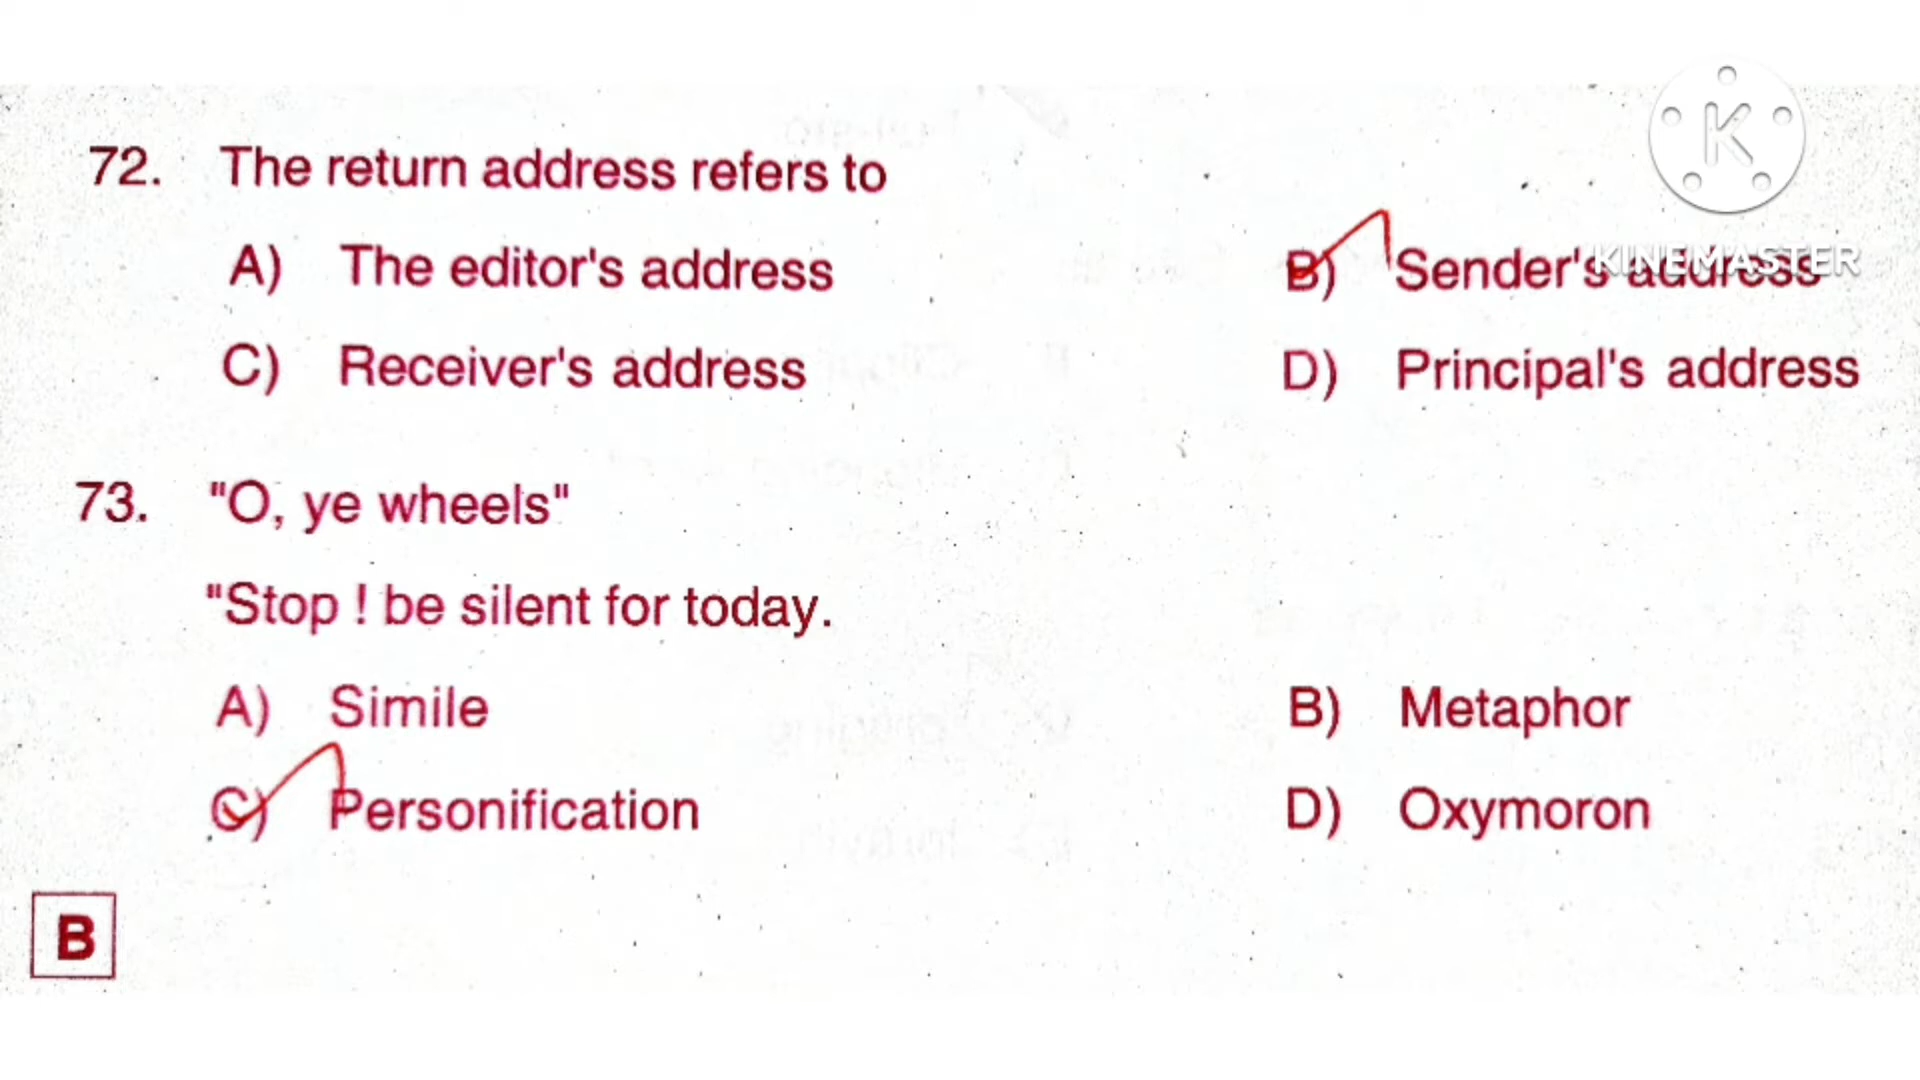 72. The return address refers to
A) The editor's address B) Sender's address
C) Receiver's address D) Principal's address
73. "O, ye wheels"
"Stop ! be silent for today.
A) Simile B) Metaphor
C) Personification D) Oxymoron
B
K
KINEMASTER